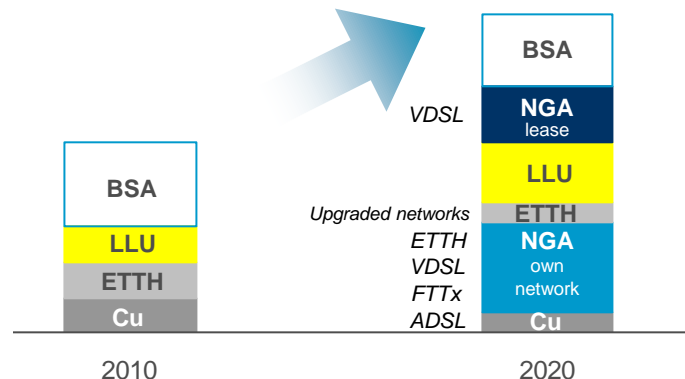 BSA
LLU
ETTH
Cu
2010
VDSL
Upgraded networks
ETTH
VDSL
FTTx
ADSL
BSA
NGA
lease
LLU
ETTH
NGA
own
network
Cu
2020